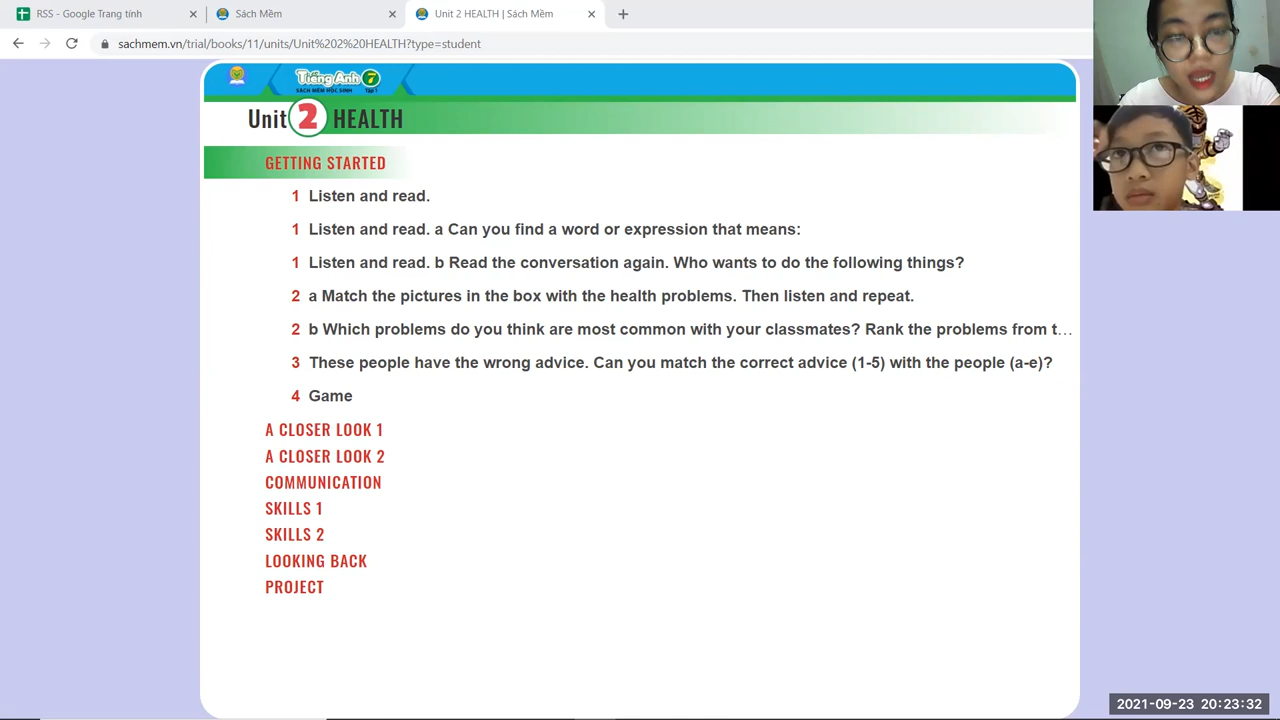 RSS - Google Trang tính
Sách Mềm
Unit 2 HEALTH | Sách Mềm
sachmem.vn/trial/books/11/units/Unit%202%20HEALTH?type=student
Tiếng Anh 7
SÁCH MỀM HỌC SINH Tập 1
Unit 2 HEALTH
GETTING STARTED
1 Listen and read.
1 Listen and read. a Can you find a word or expression that means:
1 Listen and read. b Read the conversation again. Who wants to do the following things?
2 a Match the pictures in the box with the health problems. Then listen and repeat.
2 b Which problems do you think are most common with your classmates? Rank the problems from t...
3 These people have the wrong advice. Can you match the correct advice (1-5) with the people (a-e)?
4 Game
A CLOSER LOOK 1
A CLOSER LOOK 2
COMMUNICATION
SKILLS 1
SKILLS 2
LOOKING BACK
PROJECT
2021-09-23 20:23:32